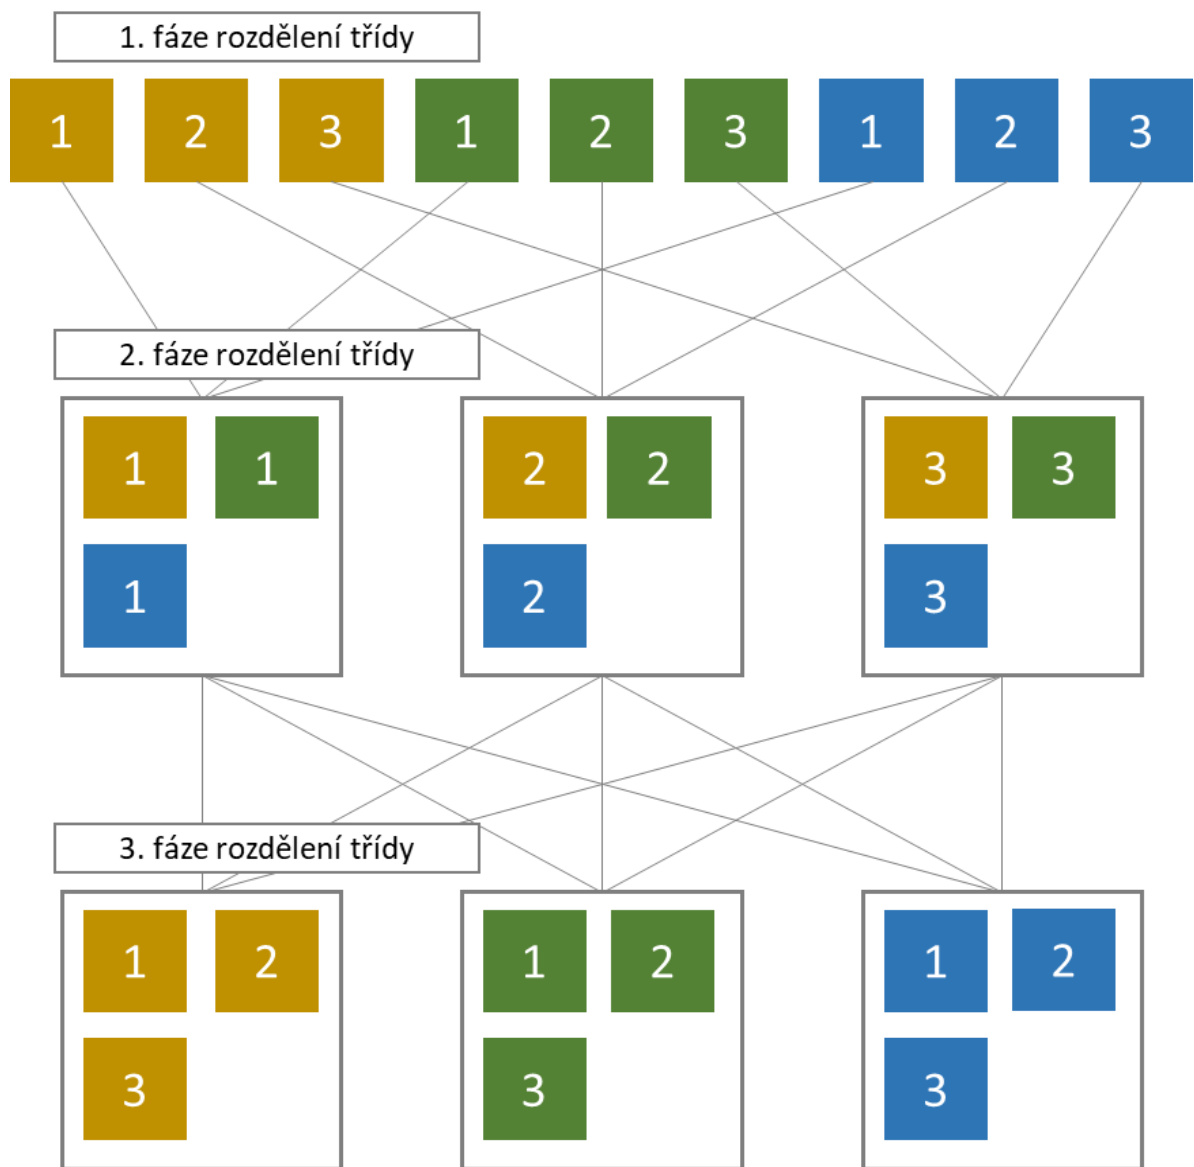 1. fáze rozdělení třídy
1 2 3 1 2 3 1 2 3
2. fáze rozdělení třídy
1 1 2 2 3 3
1 2 3
3. fáze rozdělení třídy
1 2 1 2 1 2
3 3 3